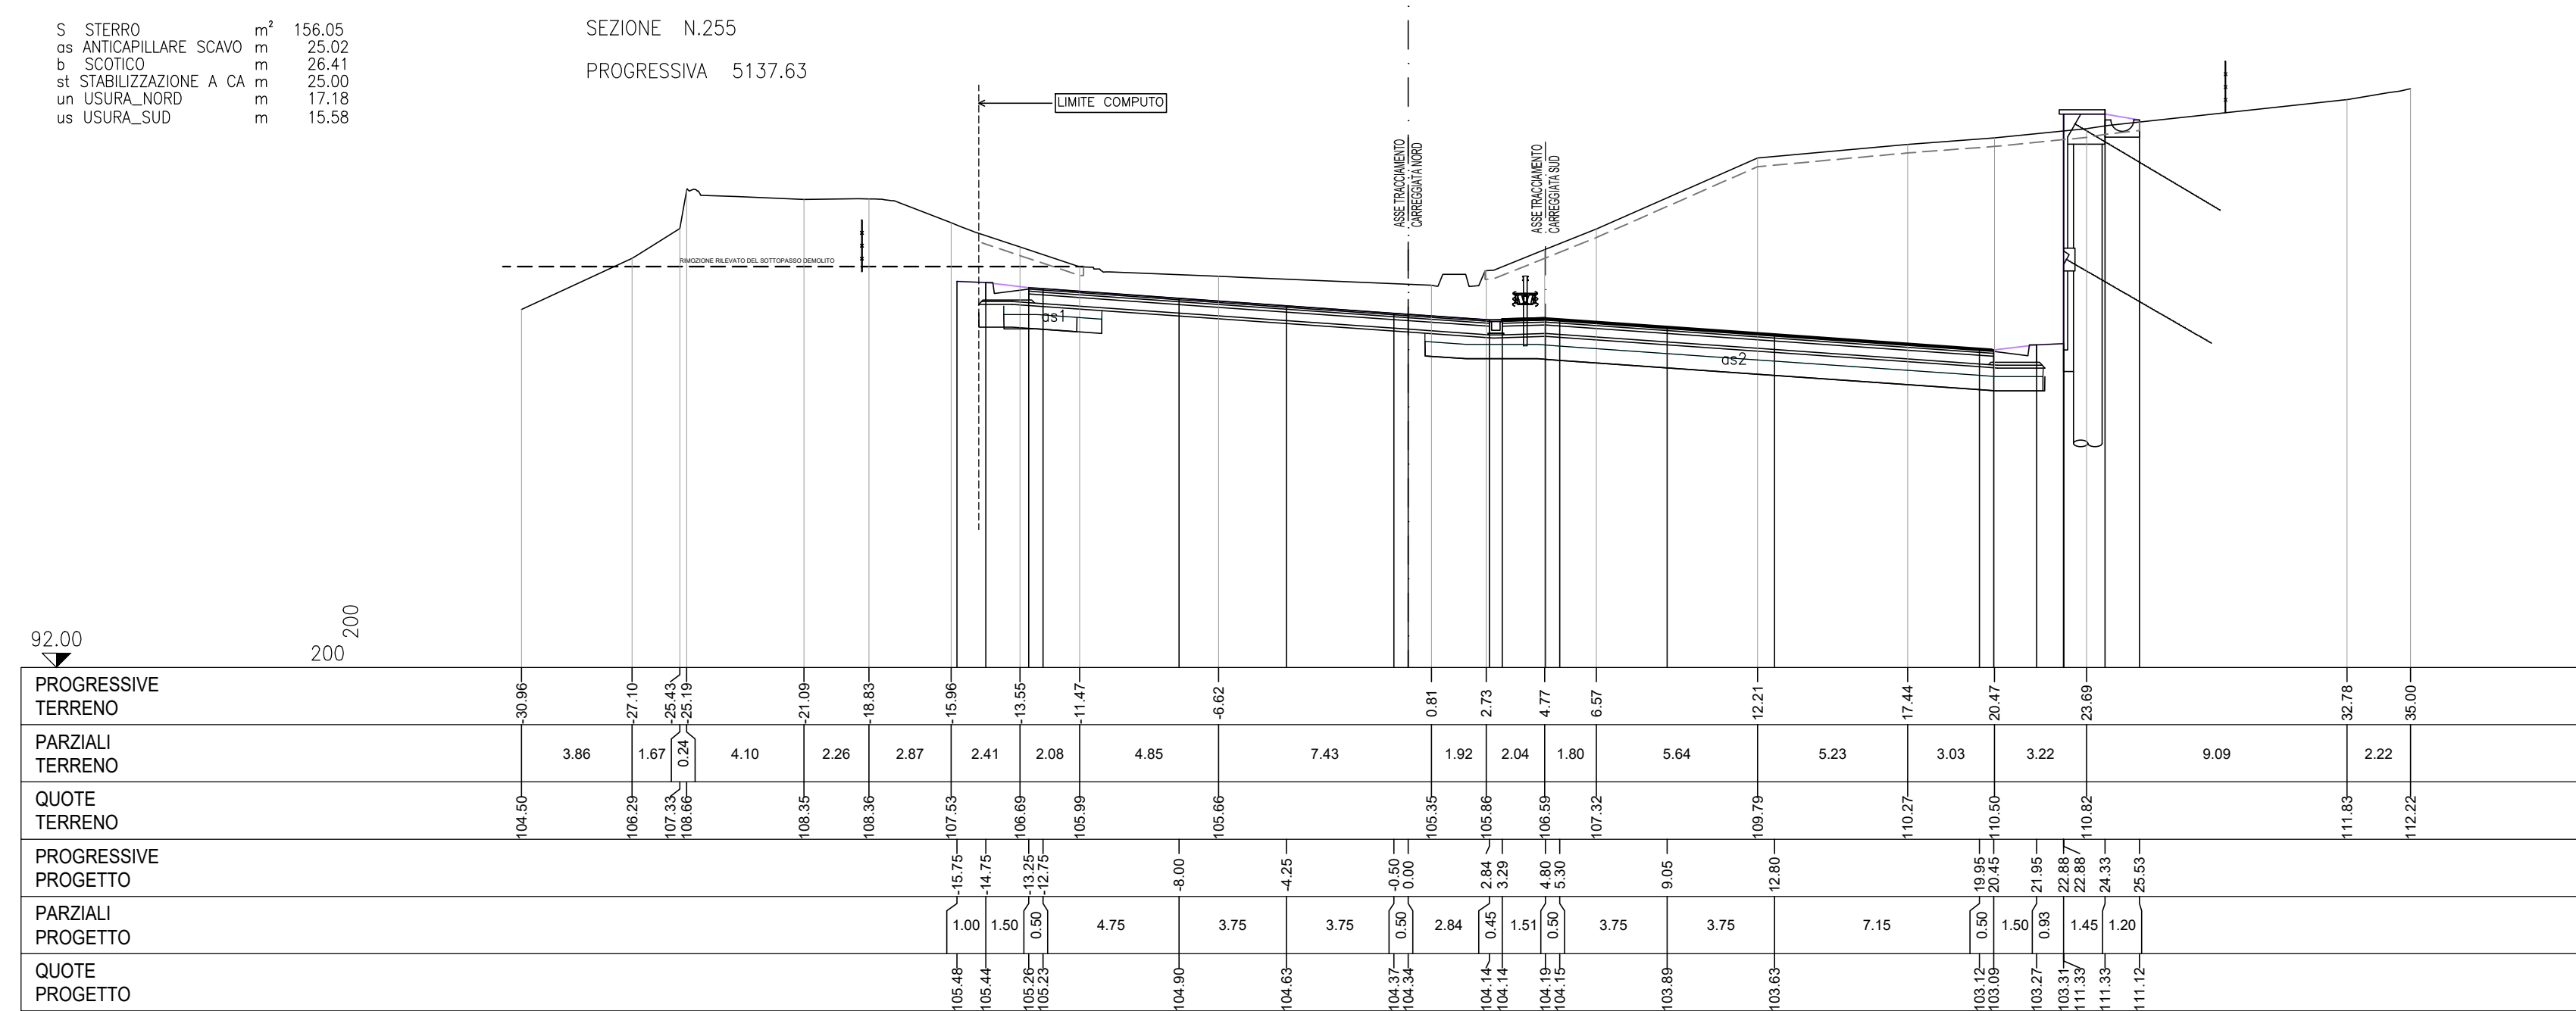 S STERRO m² 156.05
as ANTICAPILLARE SCAVO m 25.02
b SCOTICO m 26.41
st STABILIZZAZIONE A CA m 25.00
un USURA_NORD m 17.18
us USURA_SUD m 15.58
SEZIONE N.255
PROGRESSIVA 5137.63
LIMITE COMPUTO
ASSE TRACCIAMENTO
CARREGGIATA NORD
ASSE TRACCIAMENTO
CARREGGIATA SUD
RIMOZIONE RILEVATO DEL SOTTOPASSO DEMOLITO
as1
as2
92.00
200
200
PROGRESSIVE
TERRENO
-30.96 -27.10 -25.43 -25.19 -21.09 -18.83 -15.96 -13.55 -11.47 -6.62 0.81 2.73 4.77 6.57 12.21 17.44 20.47 23.69 32.78 35.00
PARZIALI
TERRENO
3.86 1.67 0.24 4.10 2.26 2.87 2.41 2.08 4.85 7.43 1.92 2.04 1.80 5.64 5.23 3.03 3.22 9.09 2.22
QUOTE
TERRENO
104.50 106.29 107.33 108.66 108.35 108.36 107.53 106.69 105.99 105.66 105.35 105.86 106.59 107.32 109.79 110.27 110.50 110.82 111.83 112.22
PROGRESSIVE
PROGETTO
-15.75 -14.75 -13.25 -12.75 -8.00 -4.25 -0.50 0.00 2.84 3.29 4.80 5.30 9.05 12.80 19.95 20.45 21.95 22.88 22.88 24.33 25.53
PARZIALI
PROGETTO
1.00 1.50 0.50 4.75 3.75 3.75 0.50 2.84 0.45 1.51 0.50 3.75 3.75 7.15 0.50 1.50 0.93 1.45 1.20
QUOTE
PROGETTO
105.48 105.44 105.26 105.23 104.90 104.63 104.37 104.34 104.14 104.14 104.19 104.15 103.89 103.63 103.12 103.09 103.27 103.31 111.33 111.33 111.12